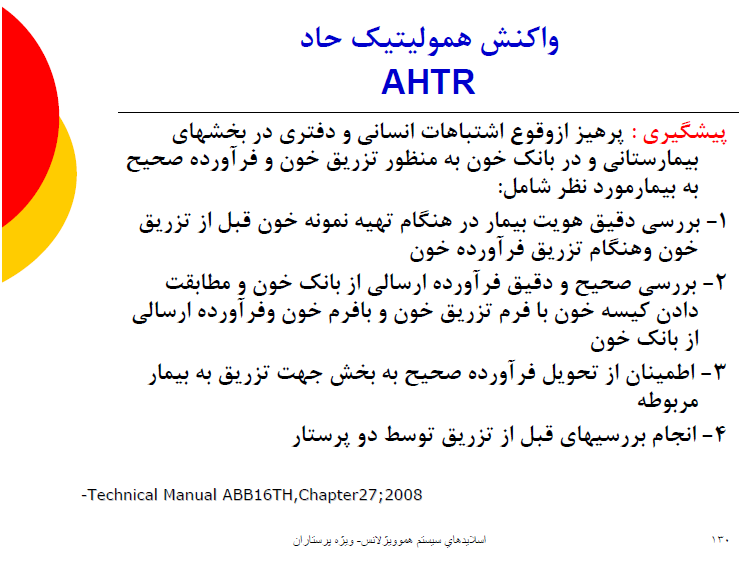 واکنش همولیتیک حاد
AHTR
پیشگیری : پرهیز ازوقوع اشتباهات انسانی و دفتری در بخشهای
بیمارستانی و در بانک خون به منظور تزریق خون و فرآورده صحیح
به بیمارمورد نظر شامل:
۱- بررسی دقیق هویت بیمار در هنگام تهیه نمونه خون قبل از تزریق
خون وهنگام تزریق فرآورده خون
۲- بررسی صحیح و دقیق فرآورده ارسالی از بانک خون و مطابقت
دادن کیسه خون با فرم تزریق خون و بافرم خون وفرآورده ارسالی
از بانک خون
۳- اطمینان از تحویل فرآورده صحیح به بخش جهت تزریق به بیمار
مربوطه
۴- انجام بررسیهای قبل از تزریق توسط دو پرستار
-Technical Manual ABB16TH,Chapter27;2008
اسلایدهاي سیستم هموویژلانس- ویژه پرستاران
۱۳۰